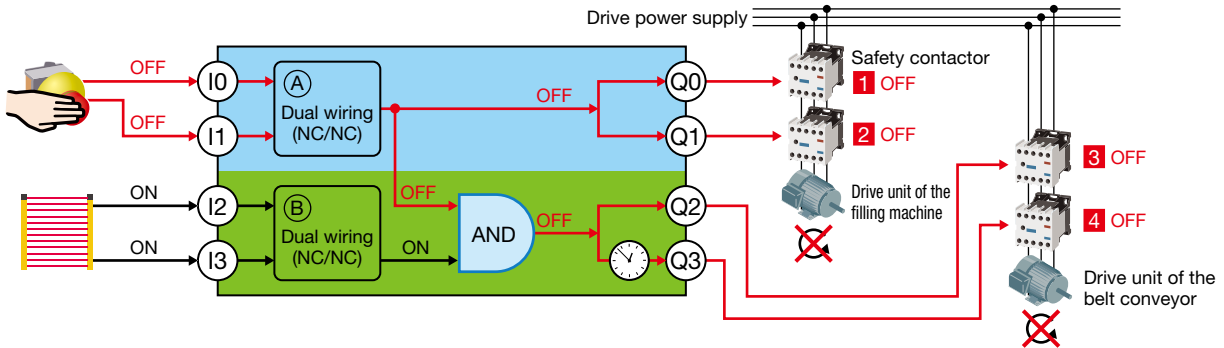 Drive power supply
OFF
I0
A
Dual wiring
(NC/NC)
OFF
Q0
Safety contactor
1 OFF
OFF
I1
Q1
2 OFF
3 OFF
ON
I2
B
Dual wiring
(NC/NC)
OFF
AND
OFF
Q2
Drive unit of the
filling machine
4 OFF
ON
I3
ON
Q3
Drive unit of the
belt conveyor